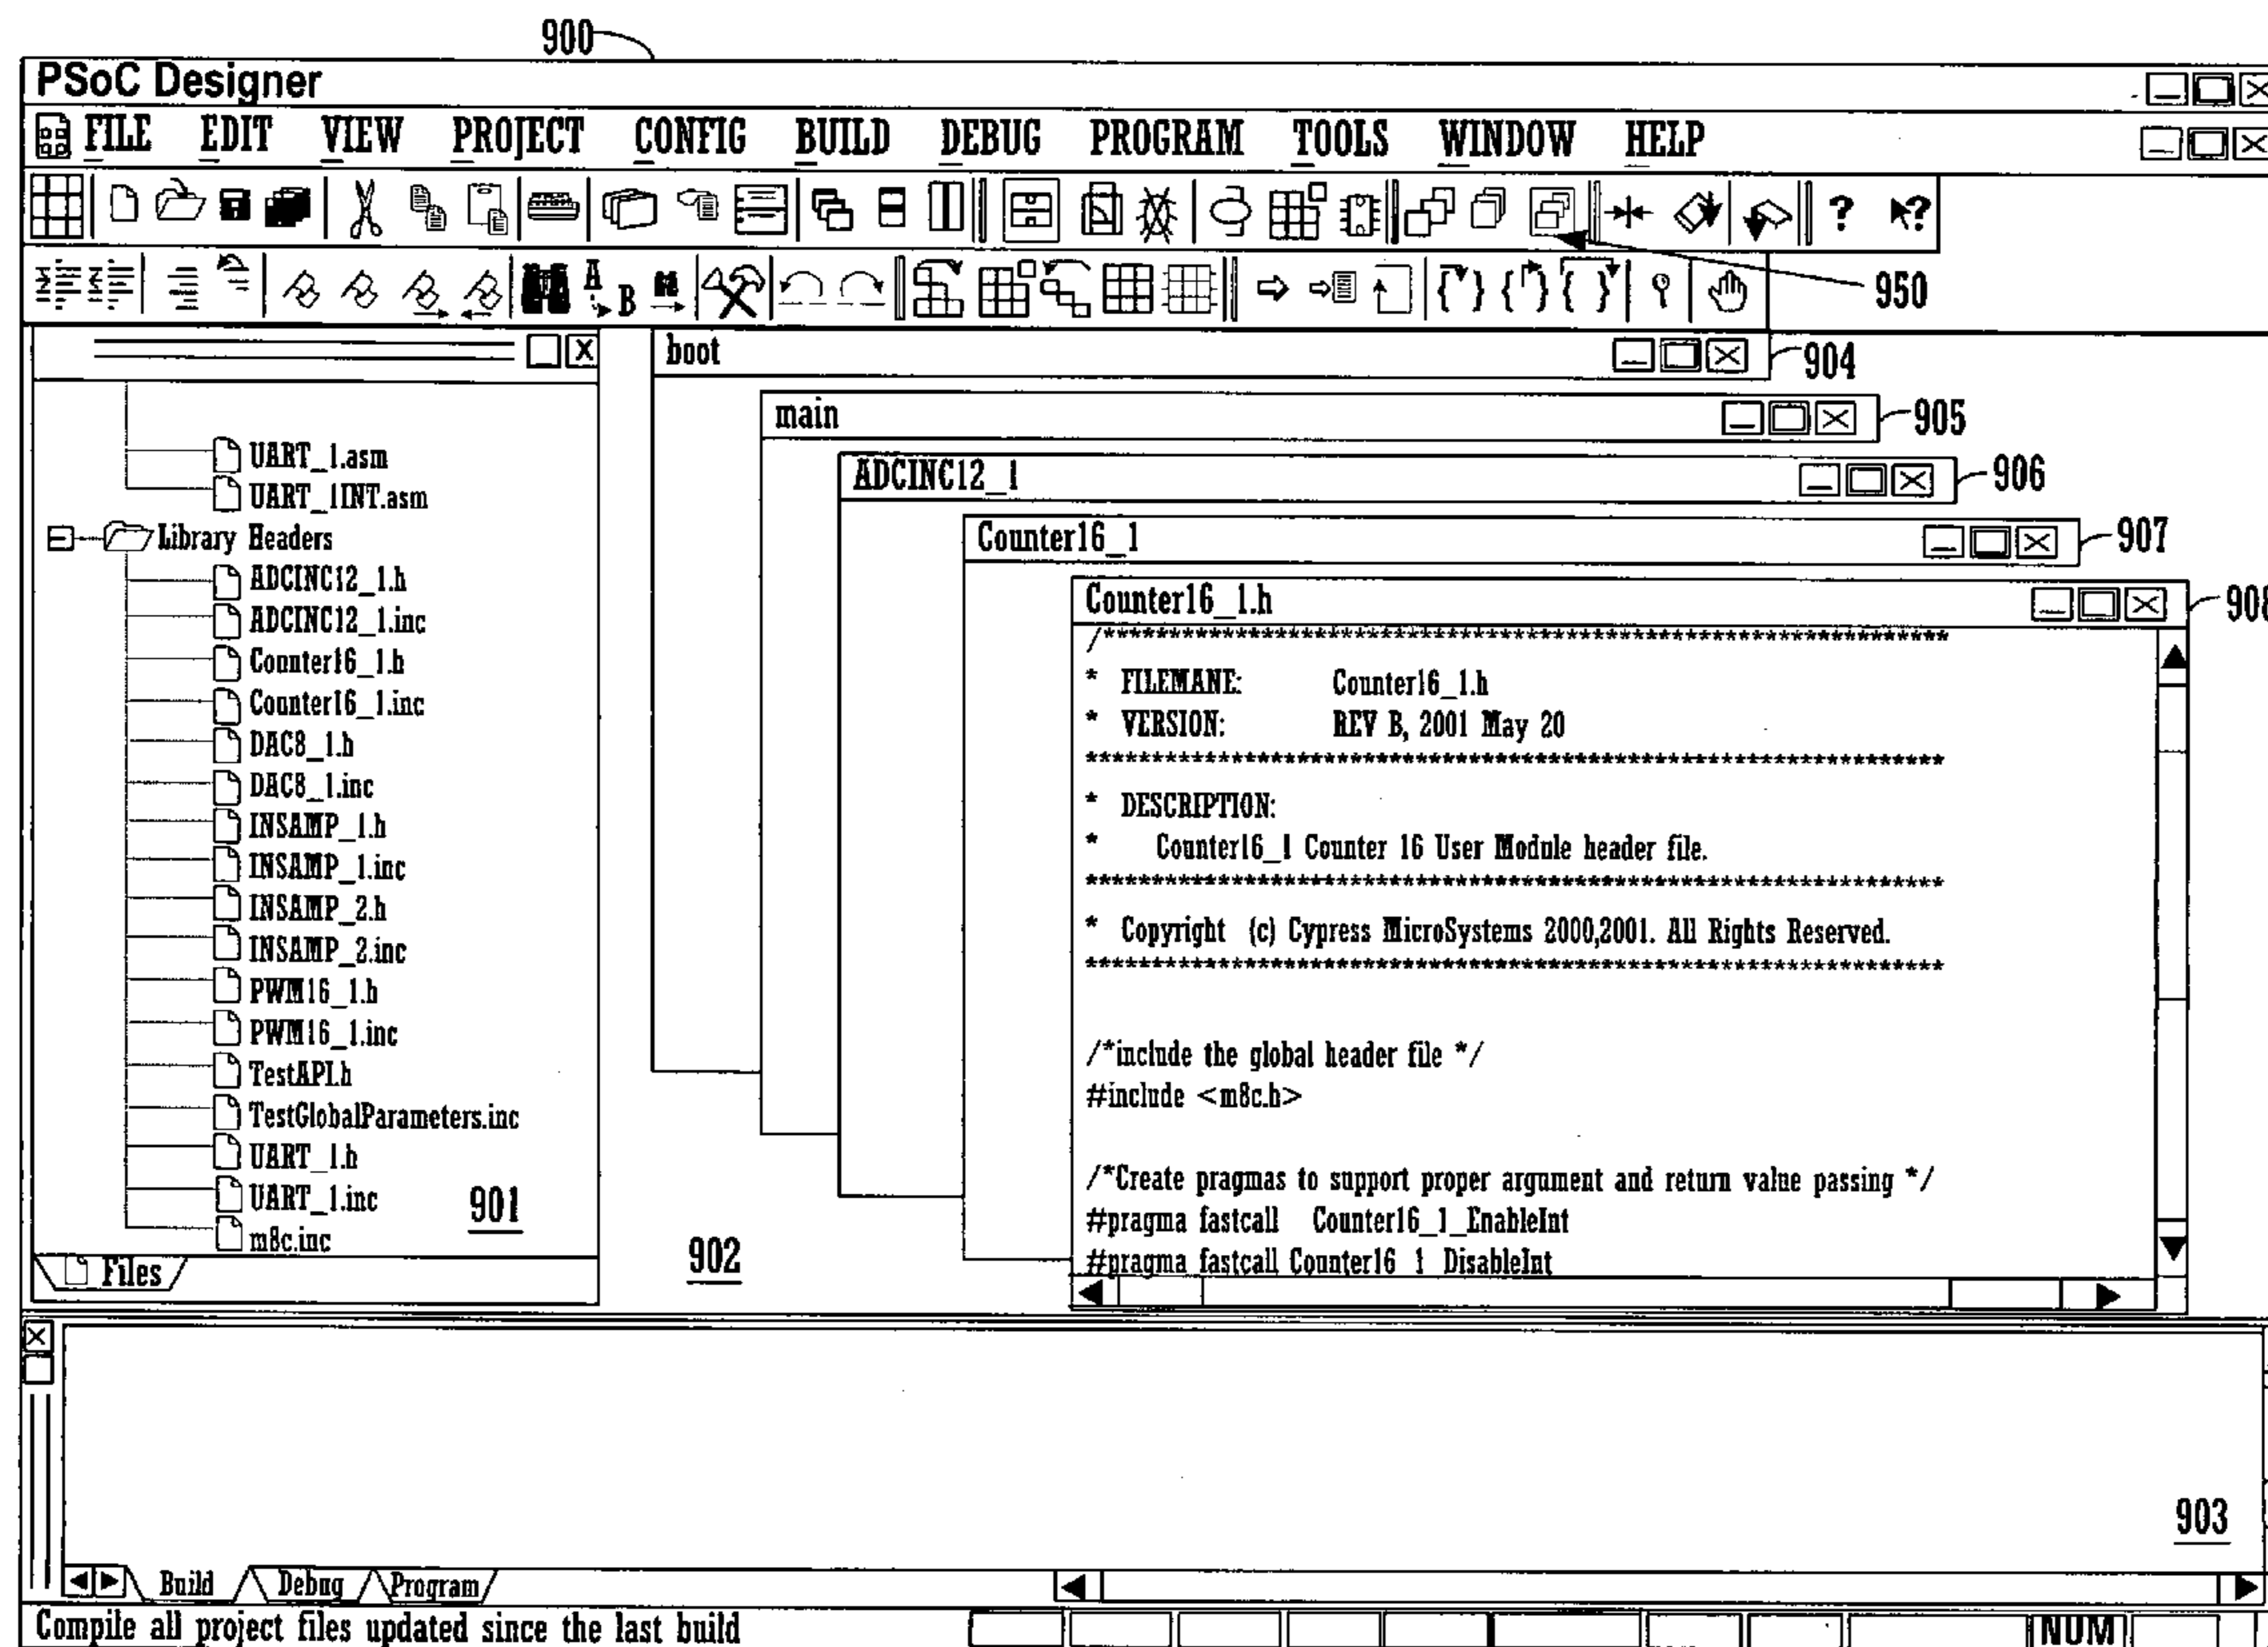 900
PSoC Designer
FILE EDIT VIEW PROJECT CONFIG BUILD DEBUG PROGRAM TOOLS WINDOW HELP
? ?
A B
950
boot
904
main
905
ADCINC12_1
906
Counter16_1
907
Counter16_1.h
908
UART_1.asm
UART_1INT.asm
Library Headers
ADCINC12_1.h
ADCINC12_1.inc
Counter16_1.h
Counter16_1.inc
DAC8_1.h
DAC8_1.inc
INSAMP_1.h
INSAMP_1.inc
INSAMP_2.h
INSAMP_2.inc
PWM16_1.h
PWM16_1.inc
TestAPI.h
TestGlobalParameters.inc
UART_1.h
UART_1.inc
m8c.inc
901
Files
902
/****************************************************************
* FILEMANE: Counter16_1.h
* VERSION: REV B, 2001 May 20
*****************************************************************
* DESCRIPTION:
* Counter16_1 Counter 16 User Module header file.
*****************************************************************
* Copyright (c) Cypress MicroSystems 2000,2001. All Rights Reserved.
*****************************************************************
/*include the global header file */
#include <m8c.h>
/*Create pragmas to support proper argument and return value passing */
#pragma fastcall Counter16_1_EnableInt
#pragma fastcall Counter16_1_DisableInt
903
Build Debug Program
Compile all project files updated since the last build
NUM